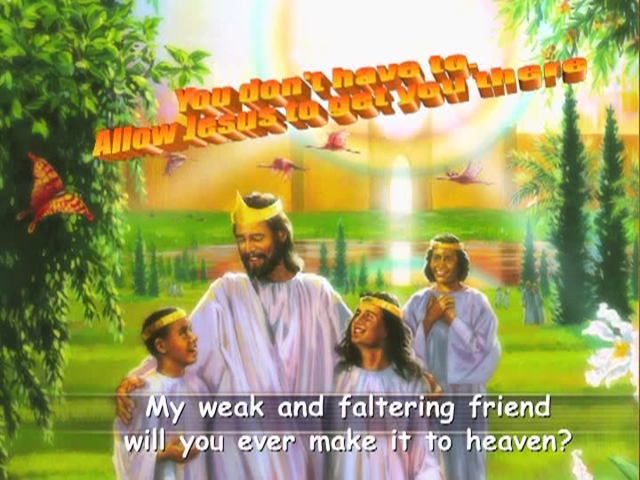 You don't have to.
Allow Jesus to get you there
My weak and faltering friend
will you ever make it to heaven?